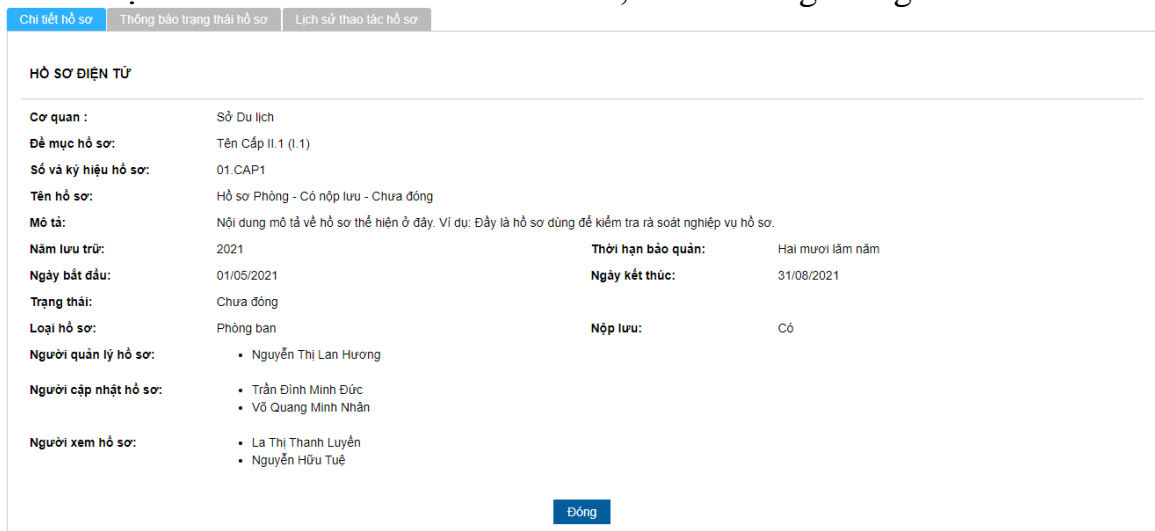 Chi tiết hồ sơ Thông báo trạng thái hồ sơ Lịch sử thao tác hồ sơ
HỒ SƠ ĐIỆN TỬ
Cơ quan : Sở Du lịch
Đề mục hồ sơ: Tên Cấp II.1 (I.1)
Số và ký hiệu hồ sơ: 01.CAP1
Tên hồ sơ: Hồ sơ Phòng - Có nộp lưu - Chưa đóng
Mô tả: Nội dung mô tả về hồ sơ thể hiện ở đây. Ví dụ: Đầy là hồ sơ dùng để kiểm tra rà soát nghiệp vụ hồ sơ.
Năm lưu trữ: 2021 Thời hạn bảo quản: Hai mươi lăm năm
Ngày bắt đầu: 01/05/2021 Ngày kết thúc: 31/08/2021
Trạng thái: Chưa đóng
Loại hồ sơ: Phòng ban Nộp lưu: Có
Người quản lý hồ sơ: • Nguyễn Thị Lan Hương
Người cập nhật hồ sơ: • Trần Đình Minh Đức
• Võ Quang Minh Nhân
Người xem hồ sơ: • La Thị Thanh Luyến
• Nguyễn Hữu Tuệ
Đóng